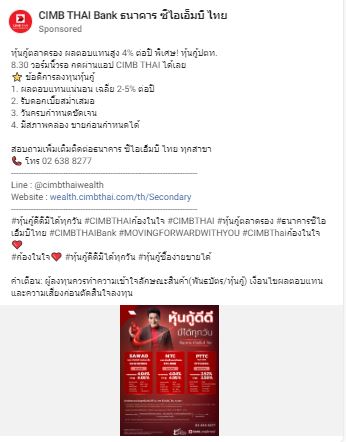 CIMB THAI Bank ธนาคาร ซีไอเอ็มบี ไทย
Sponsored
หุ้นกู้ตลาดรอง ผลตอบแทนสูง 4% ต่อปี พิเศษ! หุ้นกู้ปตท.
8.30 วอร์มนิ้วรอ กดผ่านแอป CIMB THAI ได้เลย
⭐ ข้อดีการลงทุนหุ้นกู้
1. ผลตอบแทนแน่นอน เฉลี่ย 2-5% ต่อปี
2. รับดอกเบี้ยสม่ำเสมอ
3. วันครบกำหนดชัดเจน
4. มีสภาพคล่อง ขายก่อนกำหนดได้
สอบถามเพิ่มเติมติดต่อธนาคาร ซีไอเอ็มบี ไทย ทุกสาขา
📞 โทร 02 638 8277
Line : @cimbthaiwealth
Website : wealth.cimbthai.com/th/Secondary
#หุ้นกู้ดีดีมีได้ทุกวัน #CIMBTHAIก้องในใจ #CIMBTHAI #หุ้นกู้ตลาดรอง #ธนาคารซีไอ
เอ็มบีไทย #CIMBTHAIBank #MOVINGFORWARDWITHYOU #CIMBThaiก้องในใจ
❤️
#ก้องในใจ❤️ #หุ้นกู้ดีดีมีได้ทุกวัน #หุ้นกู้ซื้อง่ายขายได้
คำเตือน: ผู้ลงทุนควรทำความเข้าใจลักษณะสินค้า(พันธบัตร/หุ้นกู้) เงื่อนไขผลตอบแทน
และความเสี่ยงก่อนตัดสินใจลงทุน
หุ้นกู้ดีดี
มีได้ทุกวัน
SAWAD MTC PTTC